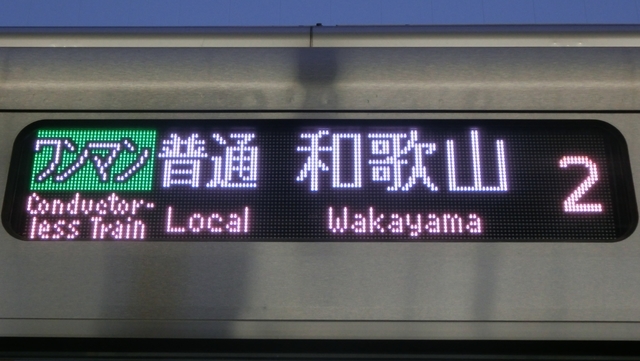 ワンマン 普通 和歌山 2
Conductor-
less Train Local Wakayama